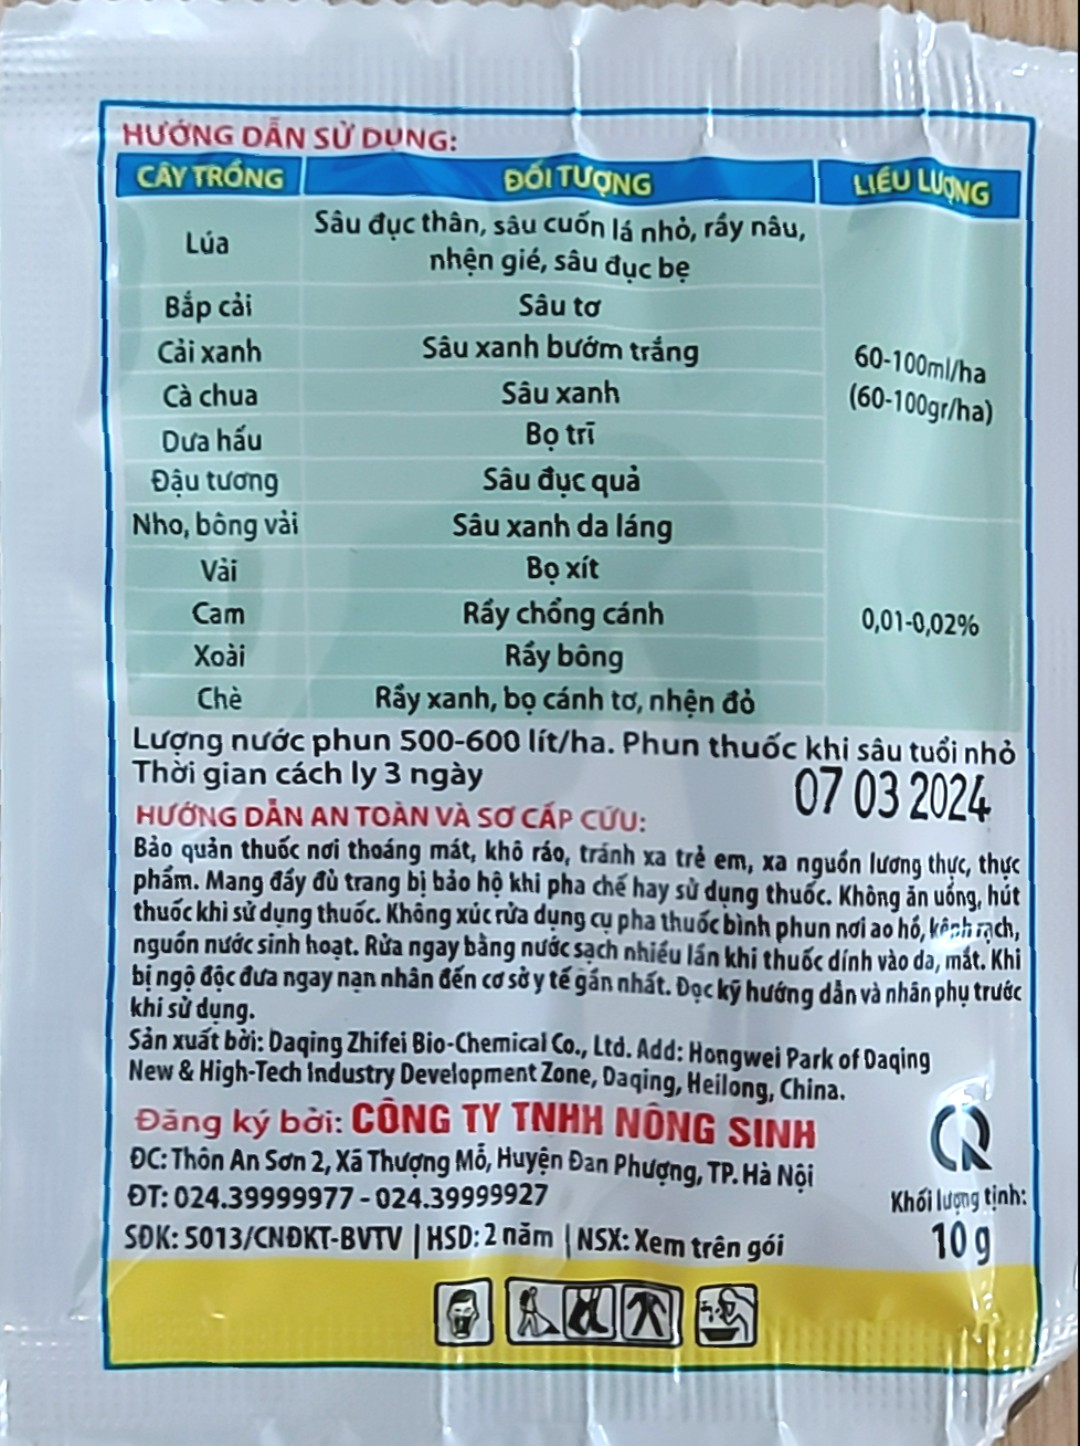 HƯỚNG DẪN SỬ DỤNG:
CÂY TRỒNG ĐỐI TƯỢNG LIỀU LƯỢNG
Lúa Sâu đục thân, sâu cuốn lá nhỏ, rầy nâu,
nhện gié, sâu đục bẹ
Bắp cải Sâu tơ
Cải xanh Sâu xanh bướm trắng
60-100ml/ha
Cà chua Sâu xanh
(60-100gr/ha)
Dưa hấu Bọ trĩ
Đậu tương Sâu đục quả
Nho, bông vải Sâu xanh da láng
Vải Bọ xít
Cam Rầy chổng cánh 0,01-0,02%
Xoài Rầy bông
Chè Rầy xanh, bọ cánh tơ, nhện đỏ
Lượng nước phun 500-600 lít/ha. Phun thuốc khi sâu tuổi nhỏ
Thời gian cách ly 3 ngày
07 03 2024
HƯỚNG DẪN AN TOÀN VÀ SƠ CẤP CỨU:
Bảo quản thuốc nơi thoáng mát, khô ráo, tránh xa trẻ em, xa nguồn lương thực, thực
phẩm. Mang đầy đủ trang bị bảo hộ khi pha chế hay sử dụng thuốc. Không ăn uống, hút
thuốc khi sử dụng thuốc. Không xúc rửa dụng cụ pha thuốc bình phun nơi ao hồ, kênh rạch,
nguồn nước sinh hoạt. Rửa ngay bằng nước sạch nhiều lần khi thuốc dính vào da, mắt. Khi
bị ngộ độc đưa ngay nạn nhân đến cơ sở y tế gần nhất. Đọc kỹ hướng dẫn và nhãn phụ trước
khi sử dụng.
Sản xuất bởi: Daqing Zhifei Bio-Chemical Co., Ltd. Add: Hongwei Park of Daqing
New & High-Tech Industry Development Zone, Daqing, Heilong, China.
Đăng ký bởi: CÔNG TY TNHH NÔNG SINH
ĐC: Thôn An Sơn 2, Xã Thượng Mỗ, Huyện Đan Phượng, TP. Hà Nội
ĐT: 024.39999977 - 024.39999927
Khối lượng tịnh:
SĐK: 5013/CNĐKT-BVTV | HSD: 2 năm | NSX: Xem trên gói
10 g